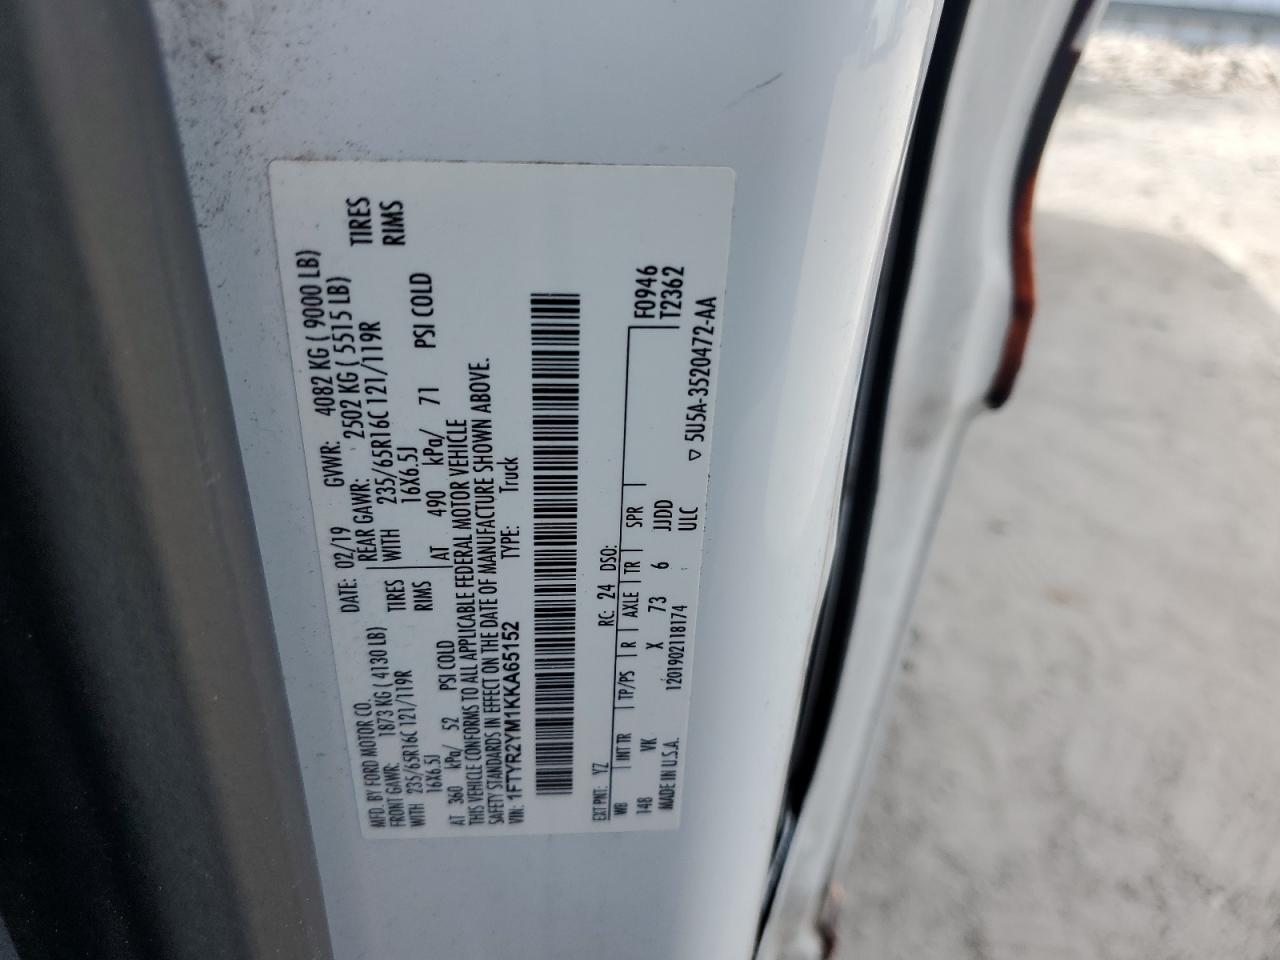 MFD. BY FORD MOTOR CO. DATE: 02/19 GVWR: 4082 KG ( 9000 LB)
FRONT GAWR: 1873 KG ( 4130 LB) REAR GAWR: 2502 KG ( 5515 LB)
WITH 235/65R16C 121/119R TIRES WITH 235/65R16C 121/119R TIRES
16X6.5J RIMS 16X6.5J RIMS
AT 360 kPa/ 52 PSI COLD AT 490 kPa/ 71 PSI COLD
THIS VEHICLE CONFORMS TO ALL APPLICABLE FEDERAL MOTOR VEHICLE
SAFETY STANDARDS IN EFFECT ON THE DATE OF MANUFACTURE SHOWN ABOVE.
VIN: 1FTYR2YM1KKA65152 TYPE: Truck
EXT PNT: YZ RC: 24 DSO:
WB INT TR TP/PS R AXLE TR SPR F0946
148 VK X 73 6 JJDD T2362
MADE IN U.S.A. 1201902118174 ULC
▽ 5U5A-3520472-AA